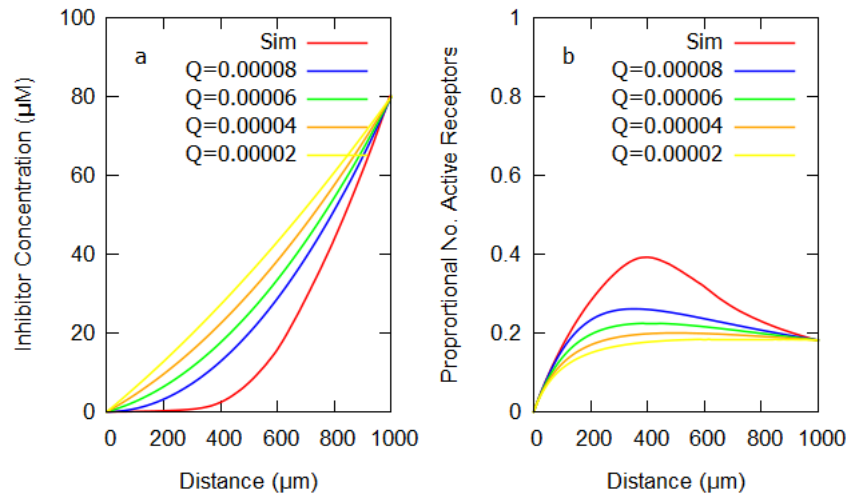 Inhibitor Concentration (µM)
100
80
60
40
20
0
a
Sim
Q=0.00008
Q=0.00006
Q=0.00004
Q=0.00002
0 200 400 600 800 1000
Distance (µm)
Proprortional No. Active Receptors
1
0.8
0.6
0.4
0.2
0
b
Sim
Q=0.00008
Q=0.00006
Q=0.00004
Q=0.00002
0 200 400 600 800 1000
Distance (µm)